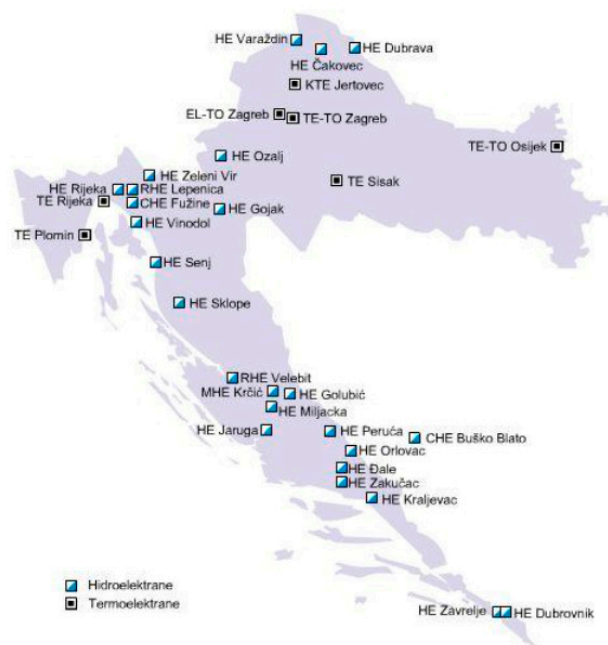 HE Varaždin
HE Dubrava
HE Čakovec
KTE Jertovec
EL-TO Zagreb
TE-TO Zagreb
TE-TO Osijek
HE Ozalj
HE Zeleni Vir
TE Sisak
HE Rijeka
RHE Lepenica
TE Rijeka
CHE Fužine
HE Gojak
HE Vinodol
TE Plomin
HE Senj
HE Sklope
RHE Velebit
MHE Krčić
HE Golubić
HE Miljacka
HE Jaruga
HE Peruća
CHE Buško Blato
HE Orlovac
HE Đale
HE Zakučac
HE Kraljevac
Hidroelektrane
Termoelektrane
HE Zavrelje
HE Dubrovnik